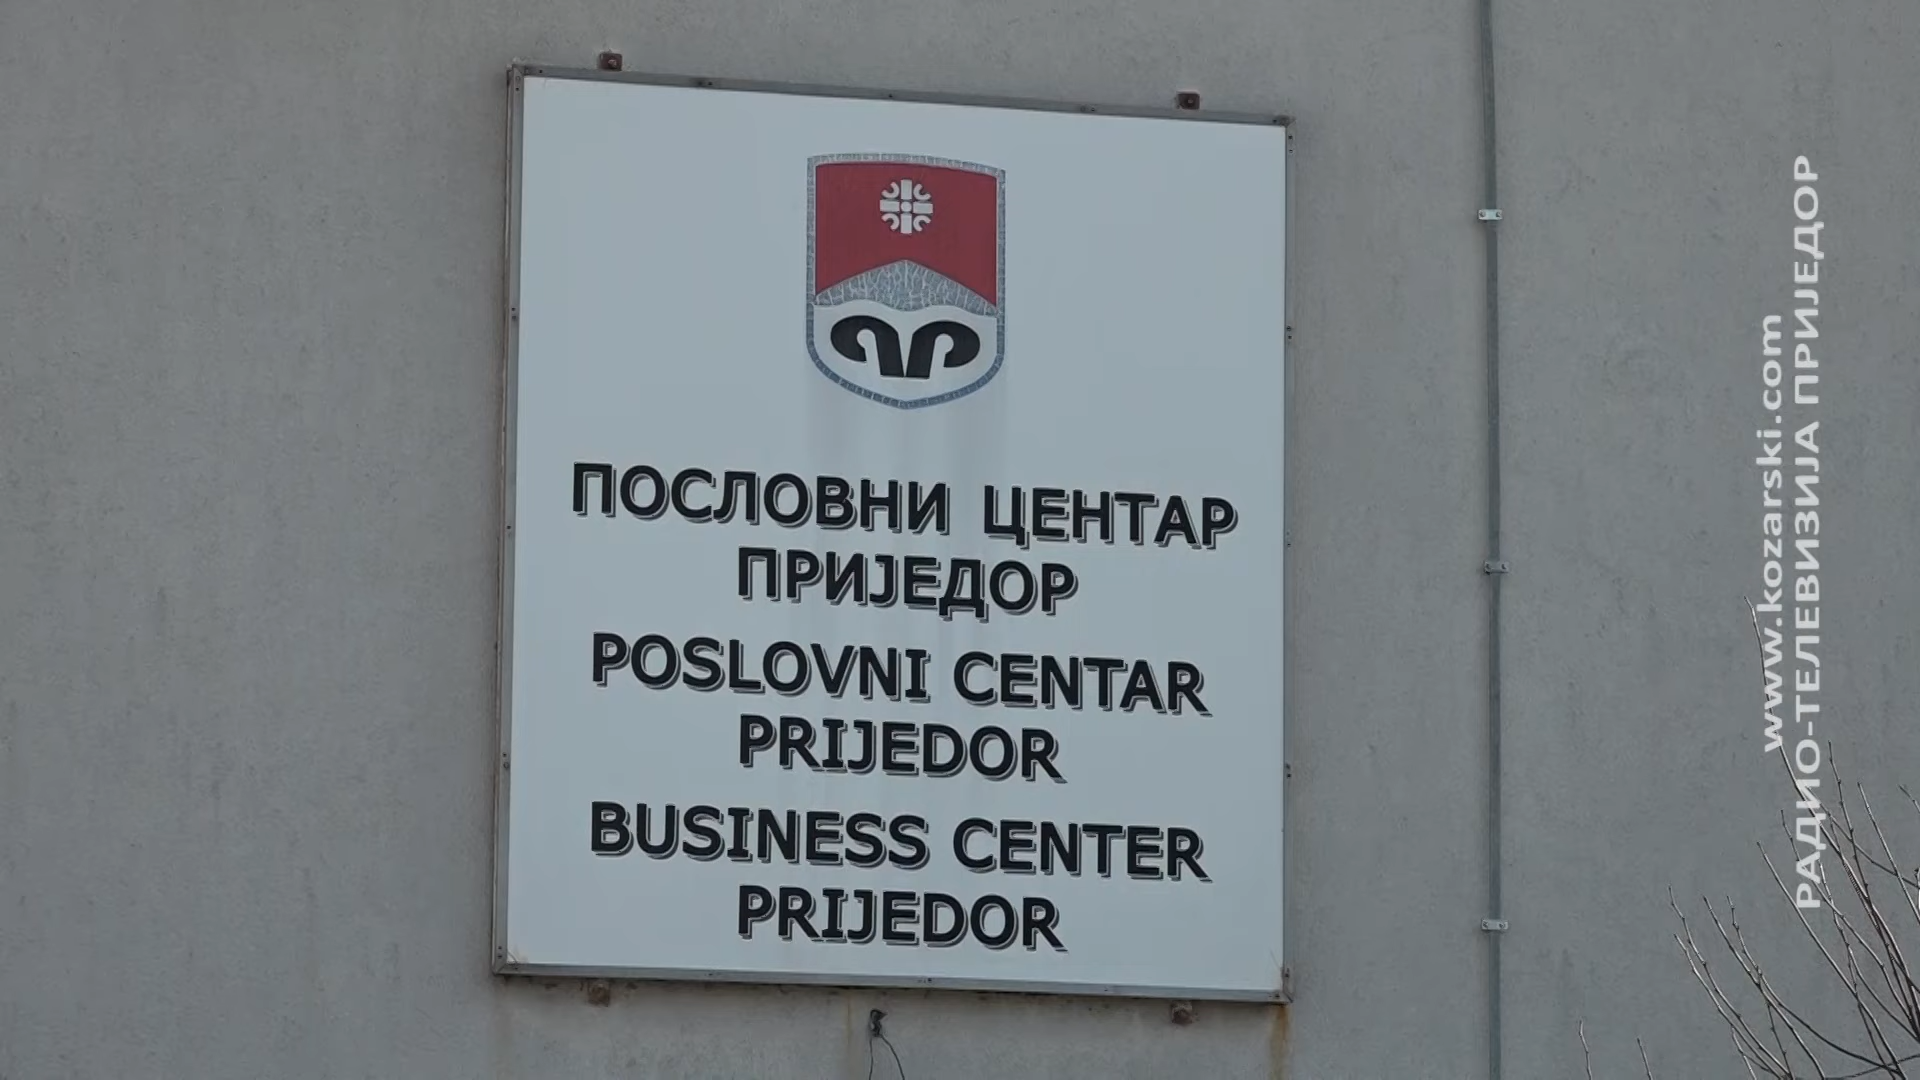 ПОСЛОВНИ ЦЕНТАР
ПРИЈЕДОР
POSLOVNI CENTAR
PRIJEDOR
BUSINESS CENTER
PRIJEDOR
www.kozarski.com
РАДИО-ТЕЛЕВИЗИЈА ПРИЈЕДОР